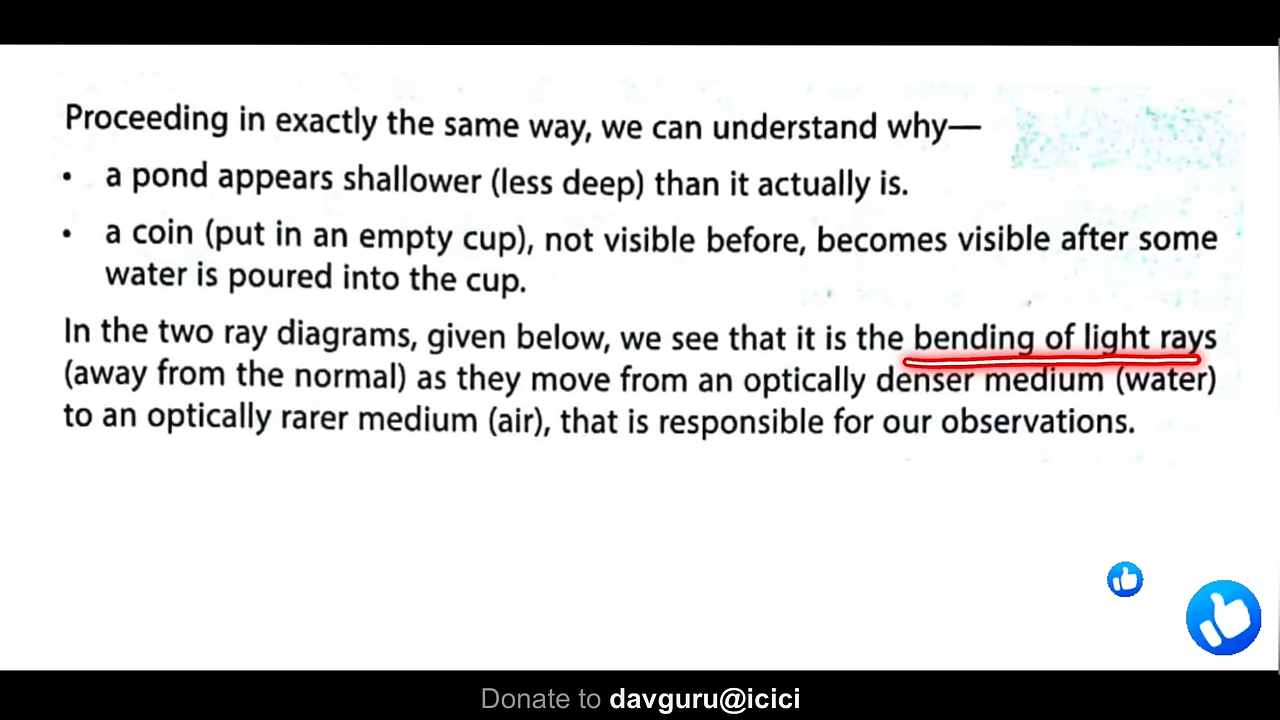 Proceeding in exactly the same way, we can understand why—
• a pond appears shallower (less deep) than it actually is.
• a coin (put in an empty cup), not visible before, becomes visible after some
water is poured into the cup.
In the two ray diagrams, given below, we see that it is the bending of light rays
(away from the normal) as they move from an optically denser medium (water)
to an optically rarer medium (air), that is responsible for our observations.
Donate to davguru@icici